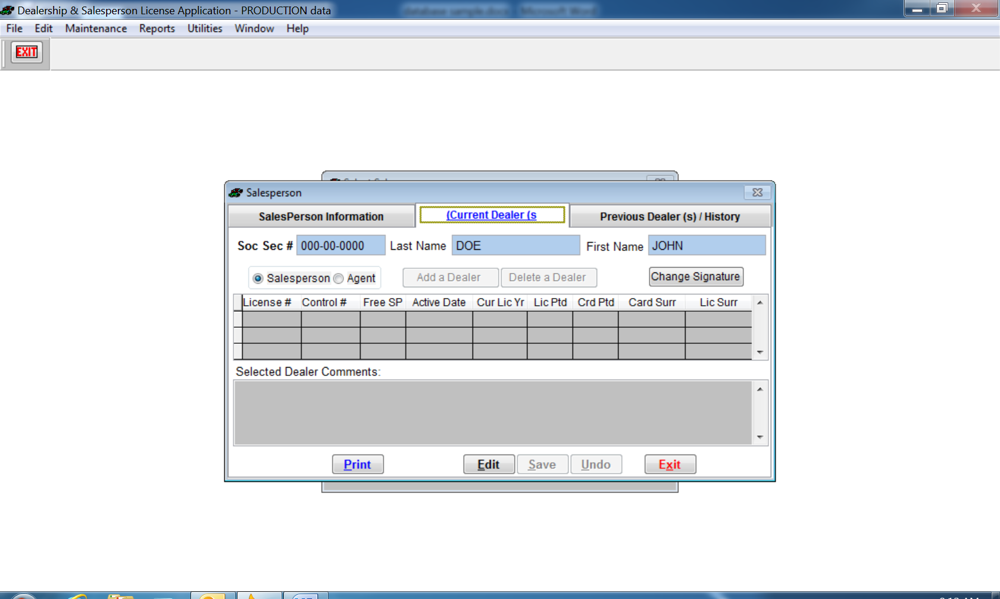 Dealership & Salesperson License Application - PRODUCTION data
File Edit Maintenance Reports Utilities Window Help
EXIT
Salesperson
SalesPerson Information (Current Dealer (s Previous Dealer (s) / History
Soc Sec # 000-00-0000 Last Name DOE First Name JOHN
Salesperson Agent Add a Dealer Delete a Dealer Change Signature
License # Control # Free SP Active Date Cur Lic Yr Lic Ptd Crd Ptd Card Surr Lic Surr
Selected Dealer Comments:
Print Edit Save Undo Exit